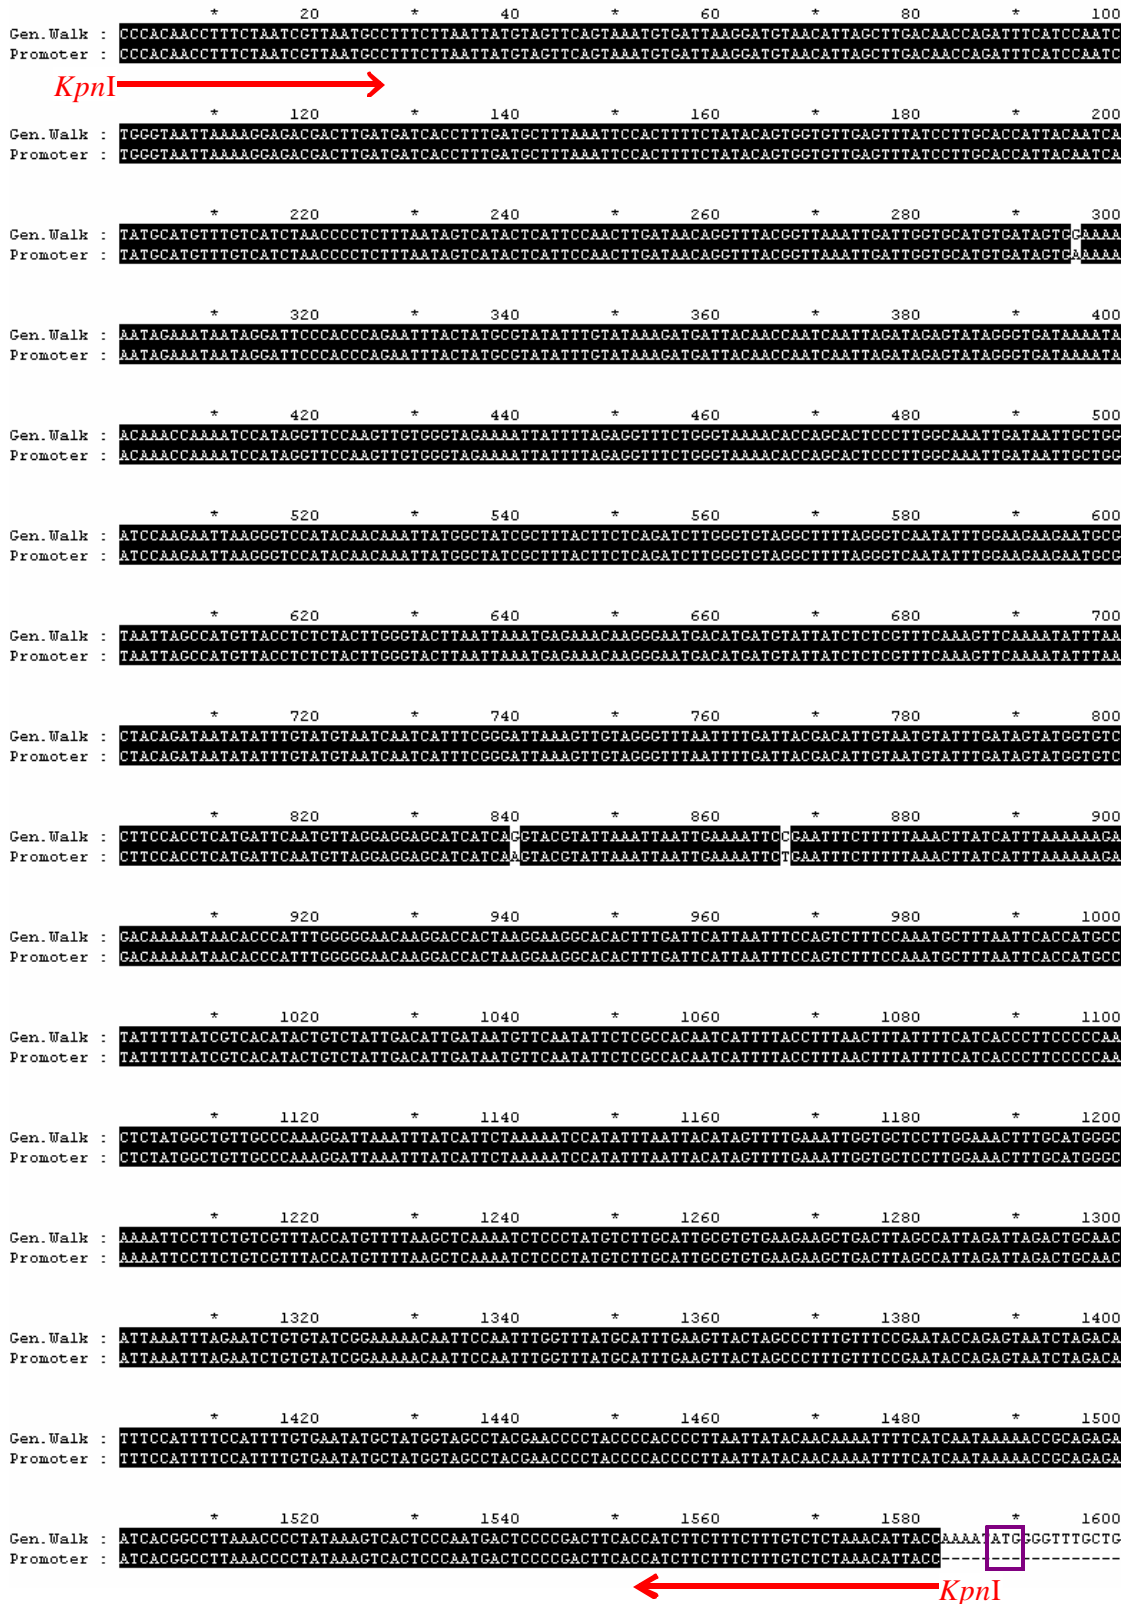 * 20 * 40 * 60 * 80 * 100
Gen.Walk : CCCACAACCTTTCTAATCGTTAATGCCTTTCTTAATTATGTAGTTCAGTAAATGTGATTAAGGATGTAACATTAGCTTGACAACCAGATTTCATCCAATC
Promoter : CCCACAACCTTTCTAATCGTTAATGCCTTTCTTAATTATGTAGTTCAGTAAATGTGATTAAGGATGTAACATTAGCTTGACAACCAGATTTCATCCAATC
KpnI
* 120 * 140 * 160 * 180 * 200
Gen.Walk : TGGGTAATTAAAAGGAGACGACTTGATGATCACCTTTGATGCTTTAAATTCCACTTTTCTATACAGTGGTGTTGAGTTTATCCTTGCACCATTACAATCA
Promoter : TGGGTAATTAAAAGGAGACGACTTGATGATCACCTTTGATGCTTTAAATTCCACTTTTCTATACAGTGGTGTTGAGTTTATCCTTGCACCATTACAATCA
* 220 * 240 * 260 * 280 * 300
Gen.Walk : TATGCATGTTTGTCATCTAACCCCTCTTTAATAGTCATACTCATTCCAACTTGATAACAGGTTTACGGTTAAATTGATTGGTGCATGTGATAGTGGAAAA
Promoter : TATGCATGTTTGTCATCTAACCCCTCTTTAATAGTCATACTCATTCCAACTTGATAACAGGTTTACGGTTAAATTGATTGGTGCATGTGATAGTGAAAAA
* 320 * 340 * 360 * 380 * 400
Gen.Walk : AATAGAAATAATAGGATTCCCACCCAGAATTTACTATGCGTATATTTGTATAAAGATGATTACAACCAATCAATTAGATAGAGTATAGGGTGATAAAATA
Promoter : AATAGAAATAATAGGATTCCCACCCAGAATTTACTATGCGTATATTTGTATAAAGATGATTACAACCAATCAATTAGATAGAGTATAGGGTGATAAAATA
* 420 * 440 * 460 * 480 * 500
Gen.Walk : ACAAACCAAAATCCATAGGTTCCAAGTTGTGGGTAGAAAATTATTTTAGAGGTTTCTGGGTAAAACACCAGCACTCCCTTGGCAAATTGATAATTGCTGG
Promoter : ACAAACCAAAATCCATAGGTTCCAAGTTGTGGGTAGAAAATTATTTTAGAGGTTTCTGGGTAAAACACCAGCACTCCCTTGGCAAATTGATAATTGCTGG
* 520 * 540 * 560 * 580 * 600
Gen.Walk : ATCCAAGAATTAAGGGTCCATACAACAAATTATGGCTATCGCTTTACTTCTCAGATCTTGGGTGTAGGCTTTTAGGGTCAATATTTGGAAGAAGAATGCG
Promoter : ATCCAAGAATTAAGGGTCCATACAACAAATTATGGCTATCGCTTTACTTCTCAGATCTTGGGTGTAGGCTTTTAGGGTCAATATTTGGAAGAAGAATGCG
* 620 * 640 * 660 * 680 * 700
Gen.Walk : TAATTAGCCATGTTACCTCTCTACTTGGGTACTTAATTAAATGAGAAACAAGGGAATGACATGATGTATTATCTCTCGTTTCAAAGTTCAAAATATTTAA
Promoter : TAATTAGCCATGTTACCTCTCTACTTGGGTACTTAATTAAATGAGAAACAAGGGAATGACATGATGTATTATCTCTCGTTTCAAAGTTCAAAATATTTAA
* 720 * 740 * 760 * 780 * 800
Gen.Walk : CTACAGATAATATATTTGTATGTAATCAATCATTTCGGGATTAAAGTTGTAGGGTTTAATTTTGATTACGACATTGTAATGTATTTGATAGTATGGTGTC
Promoter : CTACAGATAATATATTTGTATGTAATCAATCATTTCGGGATTAAAGTTGTAGGGTTTAATTTTGATTACGACATTGTAATGTATTTGATAGTATGGTGTC
* 820 * 840 * 860 * 880 * 900
Gen.Walk : CTTCCACCTCATGATTCAATGTTAGGAGGAGCATCATCAGGTACGTATTAAATTAATTGAAAATTCCGAATTTCTTTTTAAACTTATCATTTAAAAAAGA
Promoter : CTTCCACCTCATGATTCAATGTTAGGAGGAGCATCATCAAGTACGTATTAAATTAATTGAAAATTCTGAATTTCTTTTTAAACTTATCATTTAAAAAAGA
* 920 * 940 * 960 * 980 * 1000
Gen.Walk : GACAAAAATAACACCCATTTGGGGGAACAAGGACCACTAAGGAAGGCACACTTTGATTCATTAATTTCCAGTCTTTCCAAATGCTTTAATTCACCATGCC
Promoter : GACAAAAATAACACCCATTTGGGGGAACAAGGACCACTAAGGAAGGCACACTTTGATTCATTAATTTCCAGTCTTTCCAAATGCTTTAATTCACCATGCC
* 1020 * 1040 * 1060 * 1080 * 1100
Gen.Walk : TATTTTTATCGTCACATACTGTCTATTGACATTGATAATGTTCAATATTCTCGCCACAATCATTTTACCTTTAACTTTATTTTCATCACCCTTCCCCCAA
Promoter : TATTTTTATCGTCACATACTGTCTATTGACATTGATAATGTTCAATATTCTCGCCACAATCATTTTACCTTTAACTTTATTTTCATCACCCTTCCCCCAA
* 1120 * 1140 * 1160 * 1180 * 1200
Gen.Walk : CTCTATGGCTGTTGCCCAAAGGATTAAATTTATCATTCTAAAAATCCATATTTAATTACATAGTTTTGAAATTGGTGCTCCTTGGAAACTTTGCATGGGC
Promoter : CTCTATGGCTGTTGCCCAAAGGATTAAATTTATCATTCTAAAAATCCATATTTAATTACATAGTTTTGAAATTGGTGCTCCTTGGAAACTTTGCATGGGC
* 1220 * 1240 * 1260 * 1280 * 1300
Gen.Walk : AAAATTCCTTCTGTCGTTTACCATGTTTTAAGCTCAAAATCTCCCTATGTCTTGCATTGCGTGTGAAGAAGCTGACTTAGCCATTAGATTAGACTGCAAC
Promoter : AAAATTCCTTCTGTCGTTTACCATGTTTTAAGCTCAAAATCTCCCTATGTCTTGCATTGCGTGTGAAGAAGCTGACTTAGCCATTAGATTAGACTGCAAC
* 1320 * 1340 * 1360 * 1380 * 1400
Gen.Walk : ATTAAATTTAGAATCTGTGTATCGGAAAAACAATTCCAATTTGGTTTATGCATTTGAAGTTACTAGCCCTTTGTTTCCGAATACCAGAGTAATCTAGACA
Promoter : ATTAAATTTAGAATCTGTGTATCGGAAAAACAATTCCAATTTGGTTTATGCATTTGAAGTTACTAGCCCTTTGTTTCCGAATACCAGAGTAATCTAGACA
* 1420 * 1440 * 1460 * 1480 * 1500
Gen.Walk : TTTCCATTTTCCATTTTGTGAATATGCTATGGTAGCCTACGAACCCCTACCCCACCCCTTAATTATACAACAAAATTTTCATCAATAAAAACCGCAGAGA
Promoter : TTTCCATTTTCCATTTTGTGAATATGCTATGGTAGCCTACGAACCCCTACCCCACCCCTTAATTATACAACAAAATTTTCATCAATAAAAACCGCAGAGA
* 1520 * 1540 * 1560 * 1580 * 1600
Gen.Walk : ATCACGGCCTTAAACCCCTATAAAGTCACTCCCAATGACTCCCCGACTTCACCATCTTCTTTCTTTGTCTCTAAACATTACCAAAATATGGGGTTTGCTG
Promoter : ATCACGGCCTTAAACCCCTATAAAGTCACTCCCAATGACTCCCCGACTTCACCATCTTCTTTCTTTGTCTCTAAACATTACC------------------
KpnI